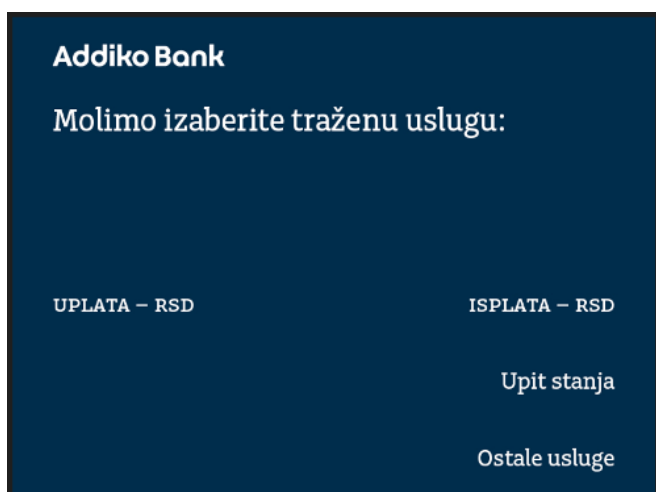 Addiko Bank
Molimo izaberite traženu uslugu:
UPLATA – RSD
ISPLATA – RSD
Upit stanja
Ostale usluge